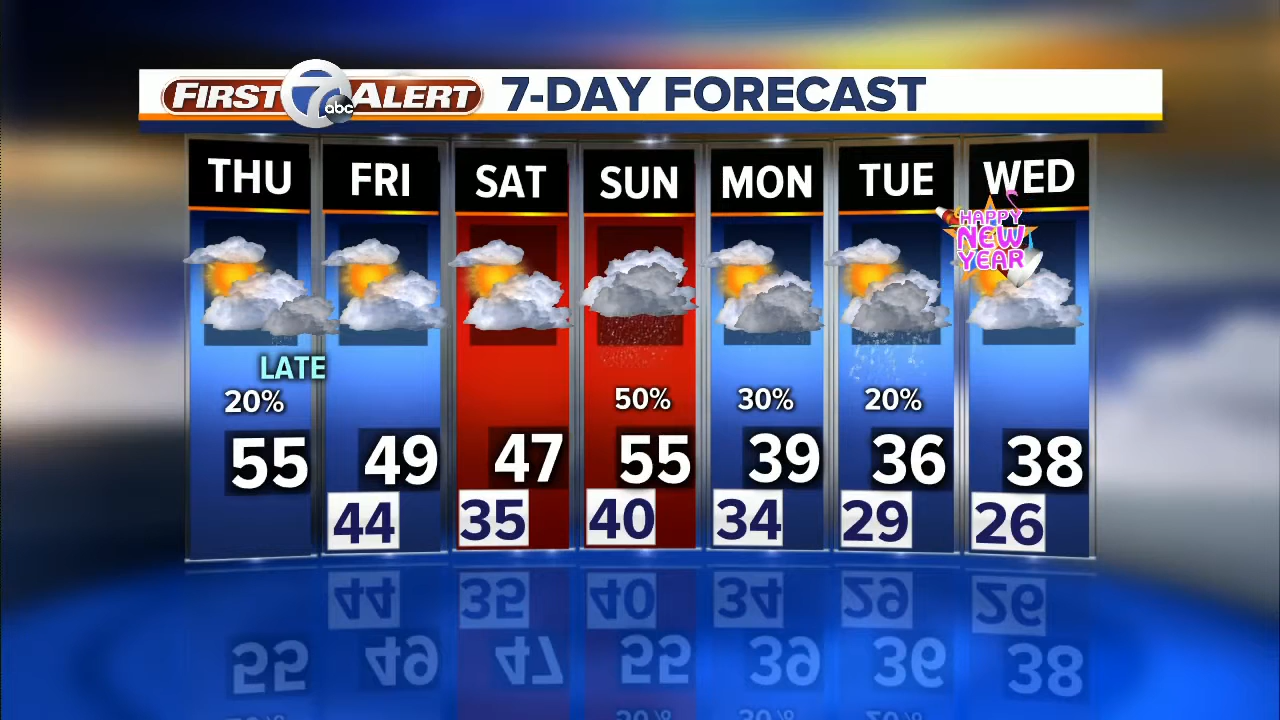 FIRST 7 abc ALERT 7-DAY FORECAST
THU FRI SAT SUN MON TUE WED
HAPPY
NEW
YEAR
LATE
20% 50% 30% 20%
55 49 47 55 39 36 38
44 35 40 34 29 26